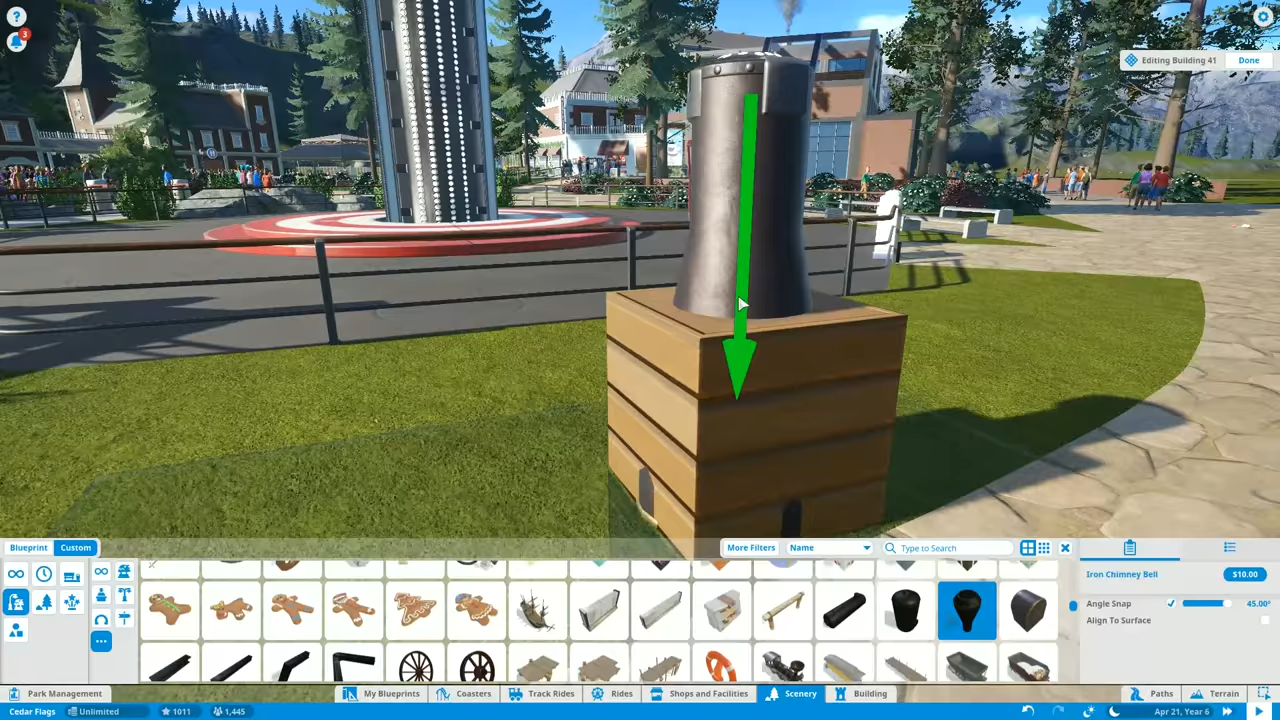 ?
3
Editing Building 41 Done
Blueprint Custom More Filters Name Type to Search
Iron Chimney Bell $10.00
Angle Snap 45.00°
Align To Surface
Park Management My Blueprints Coasters Track Rides Rides Shops and Facilities Scenery Building Paths Terrain
Cedar Flags Unlimited 1011 1,445 Apr 21, Year 6